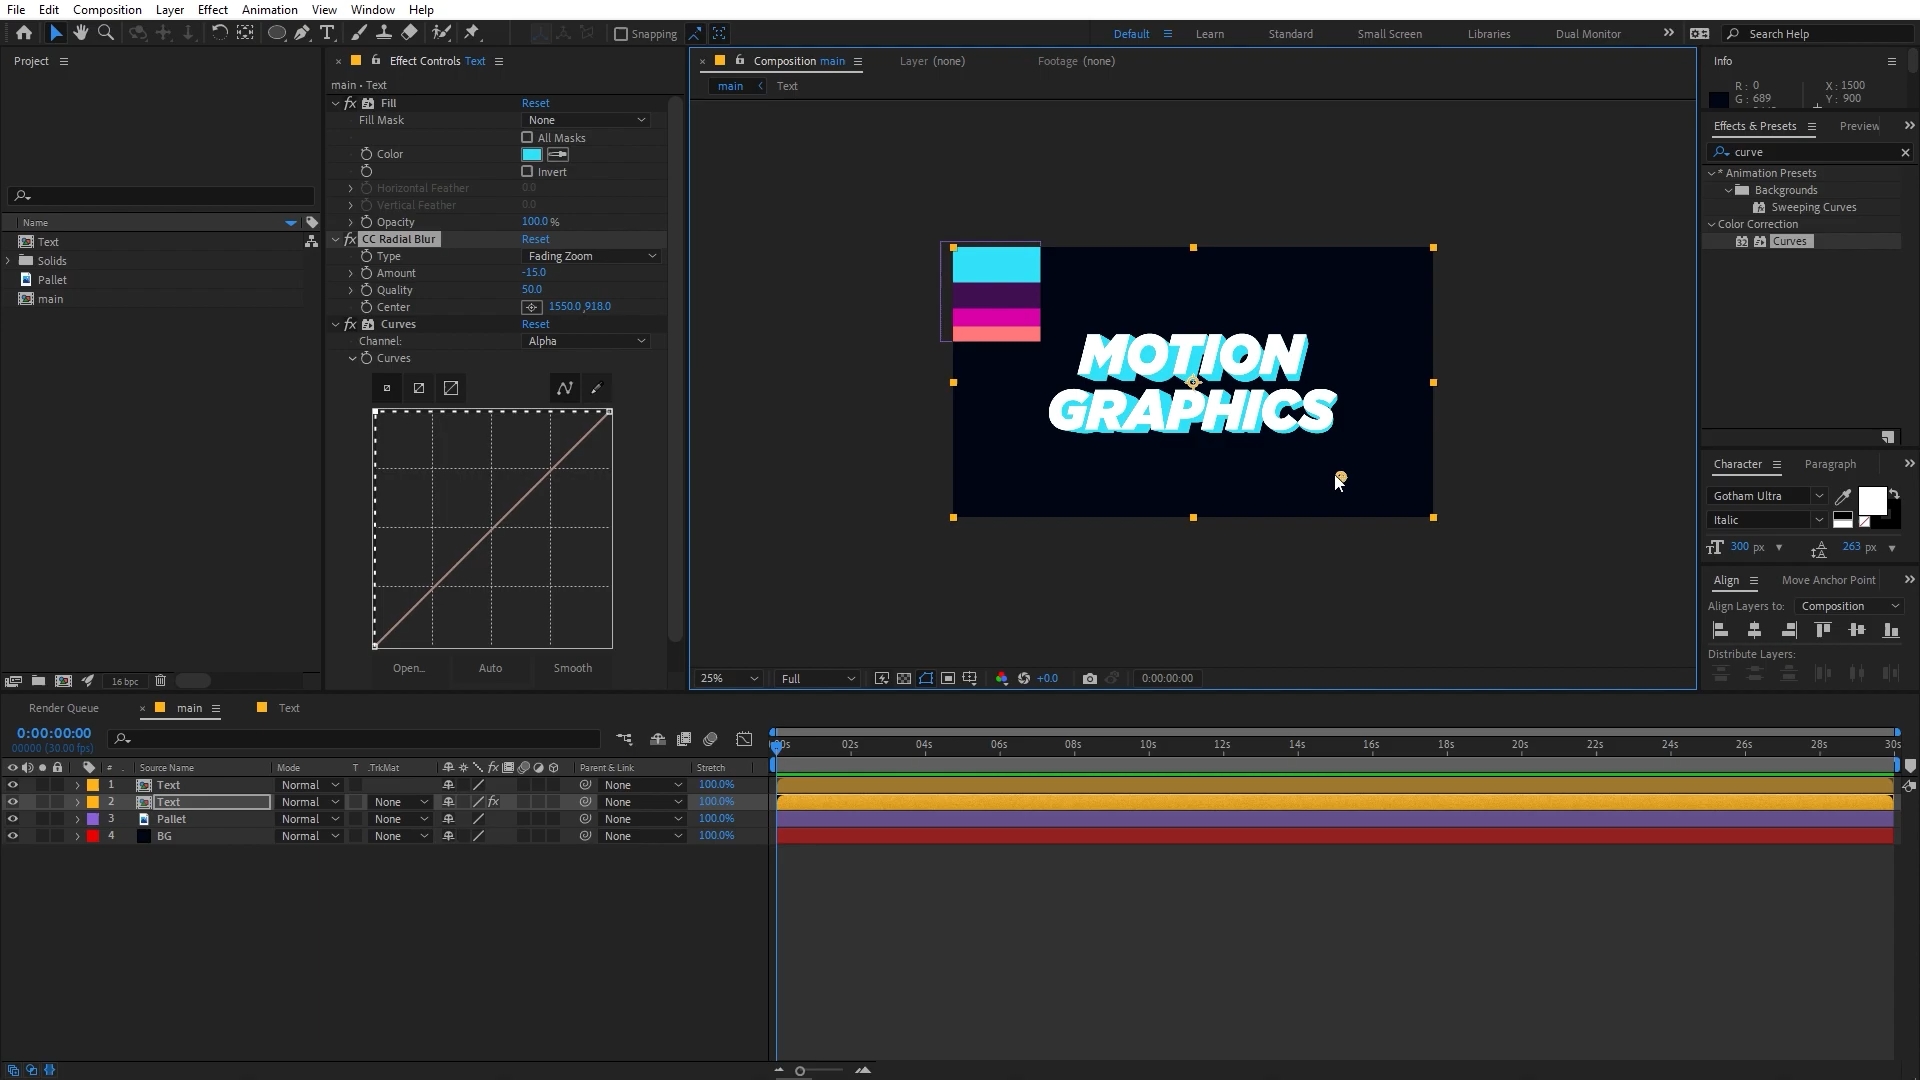 File Edit Composition Layer Effect Animation View Window Help
Snapping
Default Learn Standard Small Screen Libraries Dual Monitor Search Help
Project
Name
Text
Solids
Pallet
main
16 bpc
Effect Controls Text
main • Text
fx Fill Reset
Fill Mask None
All Masks
Color
Invert
Horizontal Feather 0.0
Vertical Feather 0.0
Opacity 100.0 %
fx CC Radial Blur Reset
Type Fading Zoom
Amount -15.0
Quality 50.0
Center 1550.0,918.0
fx Curves Reset
Channel: Alpha
Curves
Open... Auto Smooth
Composition main Layer (none) Footage (none)
main Text
MOTION
GRAPHICS
25% Full +0.0 0:00:00:00
Info
R: 0 X: 1500
G: 689 Y: 900
Effects & Presets Preview
curve
* Animation Presets
Backgrounds
Sweeping Curves
Color Correction
32 Curves
Character Paragraph
Gotham Ultra
Italic
300 px 263 px
Align Move Anchor Point
Align Layers to: Composition
Distribute Layers:
Render Queue main Text
0:00:00:00
00000 (30.00 fps)
02s 04s 06s 08s 10s 12s 14s 16s 18s 20s 22s 24s 26s 28s 30s
# Source Name Mode T .TrkMat fx Parent & Link Stretch
1 Text Normal None 100.0%
2 Text Normal None fx None 100.0%
3 Pallet Normal None None 100.0%
4 BG Normal None None 100.0%